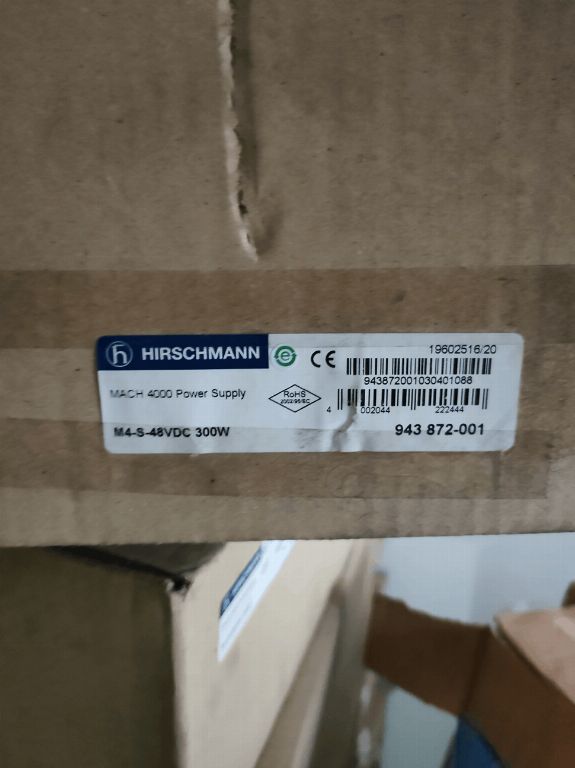 HIRSCHMANN
CE
19602516/20
943872001030401088
MACH 4000 Power Supply
RoHS
2002/95/EC
4 002044 222444
M4-S-48VDC 300W
943 872-001